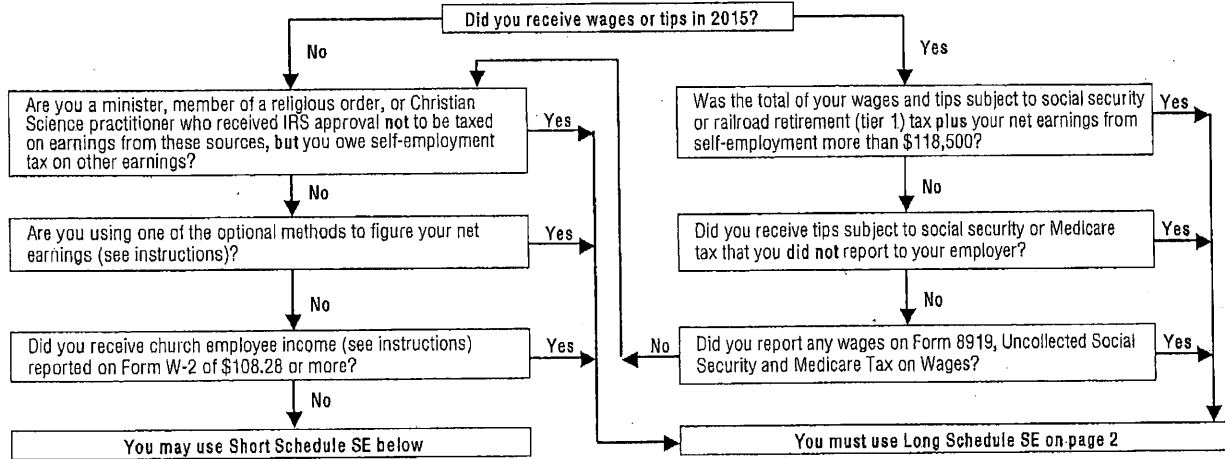 Did you receive wages or tips in 2015?
No
Yes
Are you a minister, member of a religious order, or Christian
Science practitioner who received IRS approval not to be taxed
on earnings from these sources, but you owe self-employment
tax on other earnings?
Yes
Was the total of your wages and tips subject to social security
or railroad retirement (tier 1) tax plus your net earnings from
self-employment more than $118,500?
Yes
No
No
Are you using one of the optional methods to figure your net
earnings (see instructions)?
Yes
Did you receive tips subject to social security or Medicare
tax that you did not report to your employer?
Yes
No
No
Did you receive church employee income (see instructions)
reported on Form W-2 of $108.28 or more?
Yes
No
Did you report any wages on Form 8919, Uncollected Social
Security and Medicare Tax on Wages?
Yes
No
You may use Short Schedule SE below
You must use Long Schedule SE on page 2